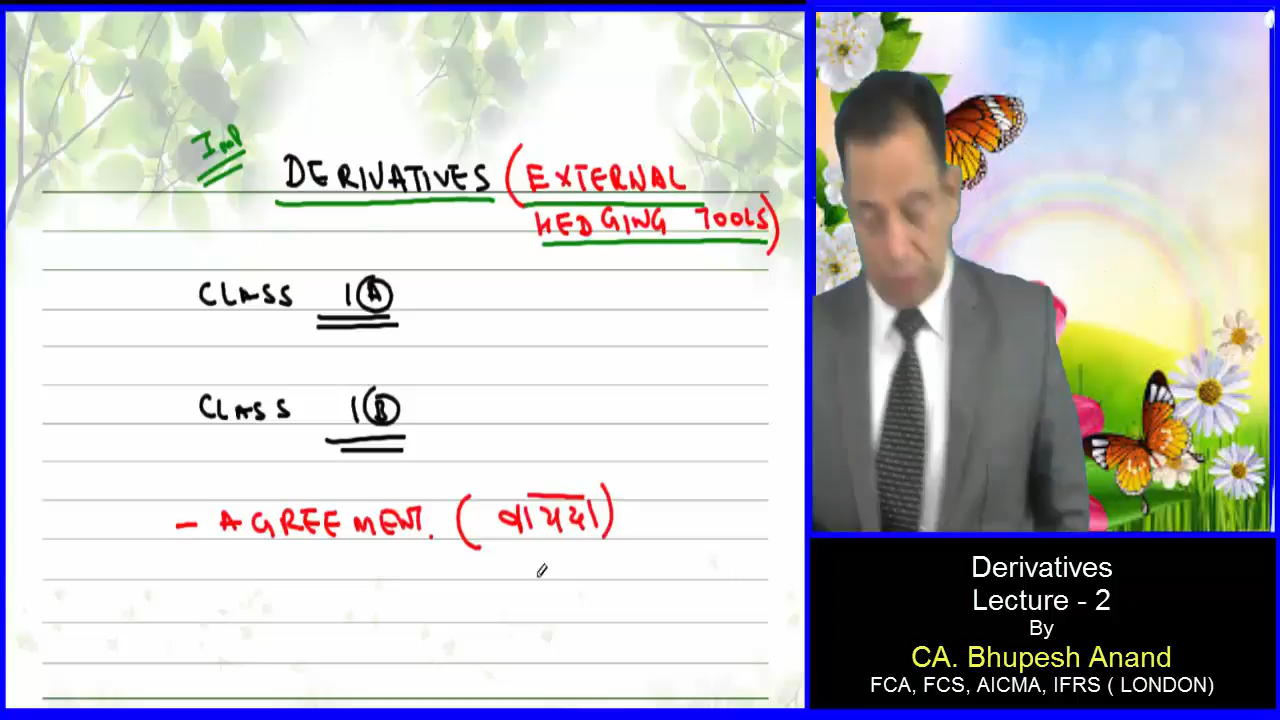 Imp
DERIVATIVES (EXTERNAL
HEDGING TOOLS)
CLASS 1(A)
CLASS 1(B)
- AGREEMENT. (वायदा)
Derivatives
Lecture - 2
By
CA. Bhupesh Anand
FCA, FCS, AICMA, IFRS ( LONDON)